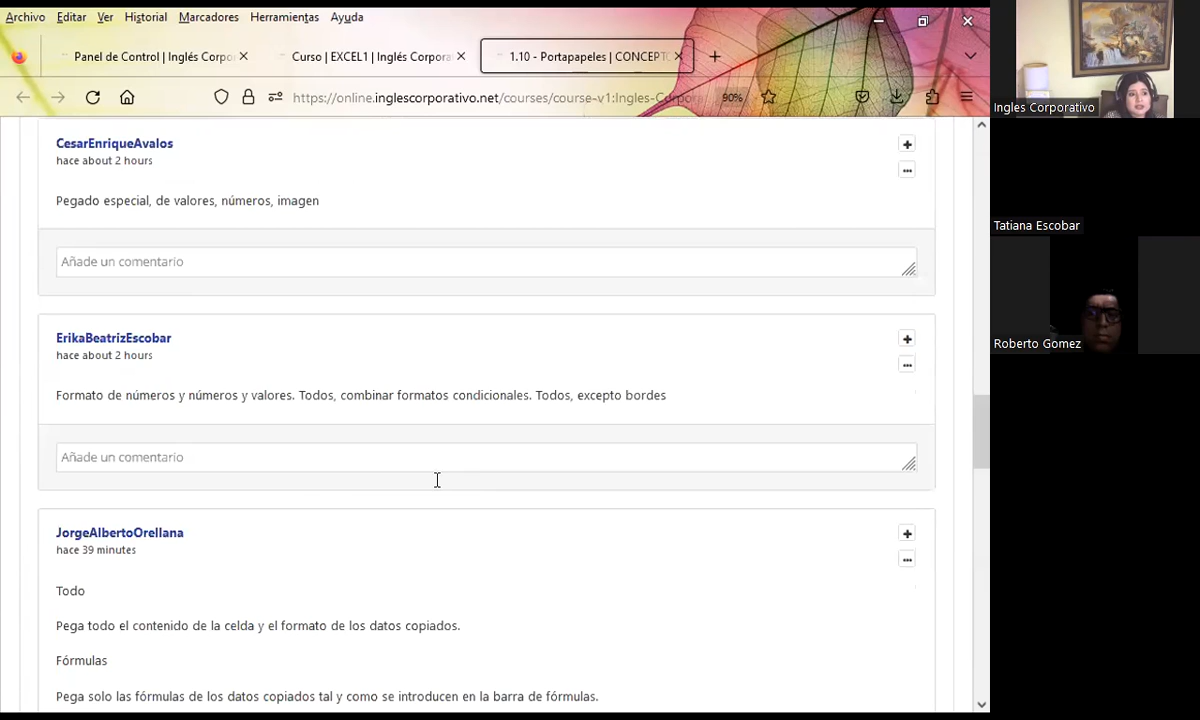 Archivo Editar Ver Historial Marcadores Herramientas Ayuda
Panel de Control | Inglés Corpo
Curso | EXCEL1 | Inglés Corpora
1.10 - Portapapeles | CONCEPT
https://online.inglescorporativo.net/courses/course-v1:Ingles-Corpora
90%
CesarEnriqueAvalos
hace about 2 hours
Pegado especial, de valores, números, imagen
Añade un comentario
ErikaBeatrizEscobar
hace about 2 hours
Formato de números y números y valores. Todos, combinar formatos condicionales. Todos, excepto bordes
Añade un comentario
JorgeAlbertoOrellana
hace 39 minutes
Todo
Pega todo el contenido de la celda y el formato de los datos copiados.
Fórmulas
Pega solo las fórmulas de los datos copiados tal y como se introducen en la barra de fórmulas.
Ingles Corporativo
Tatiana Escobar
Roberto Gomez